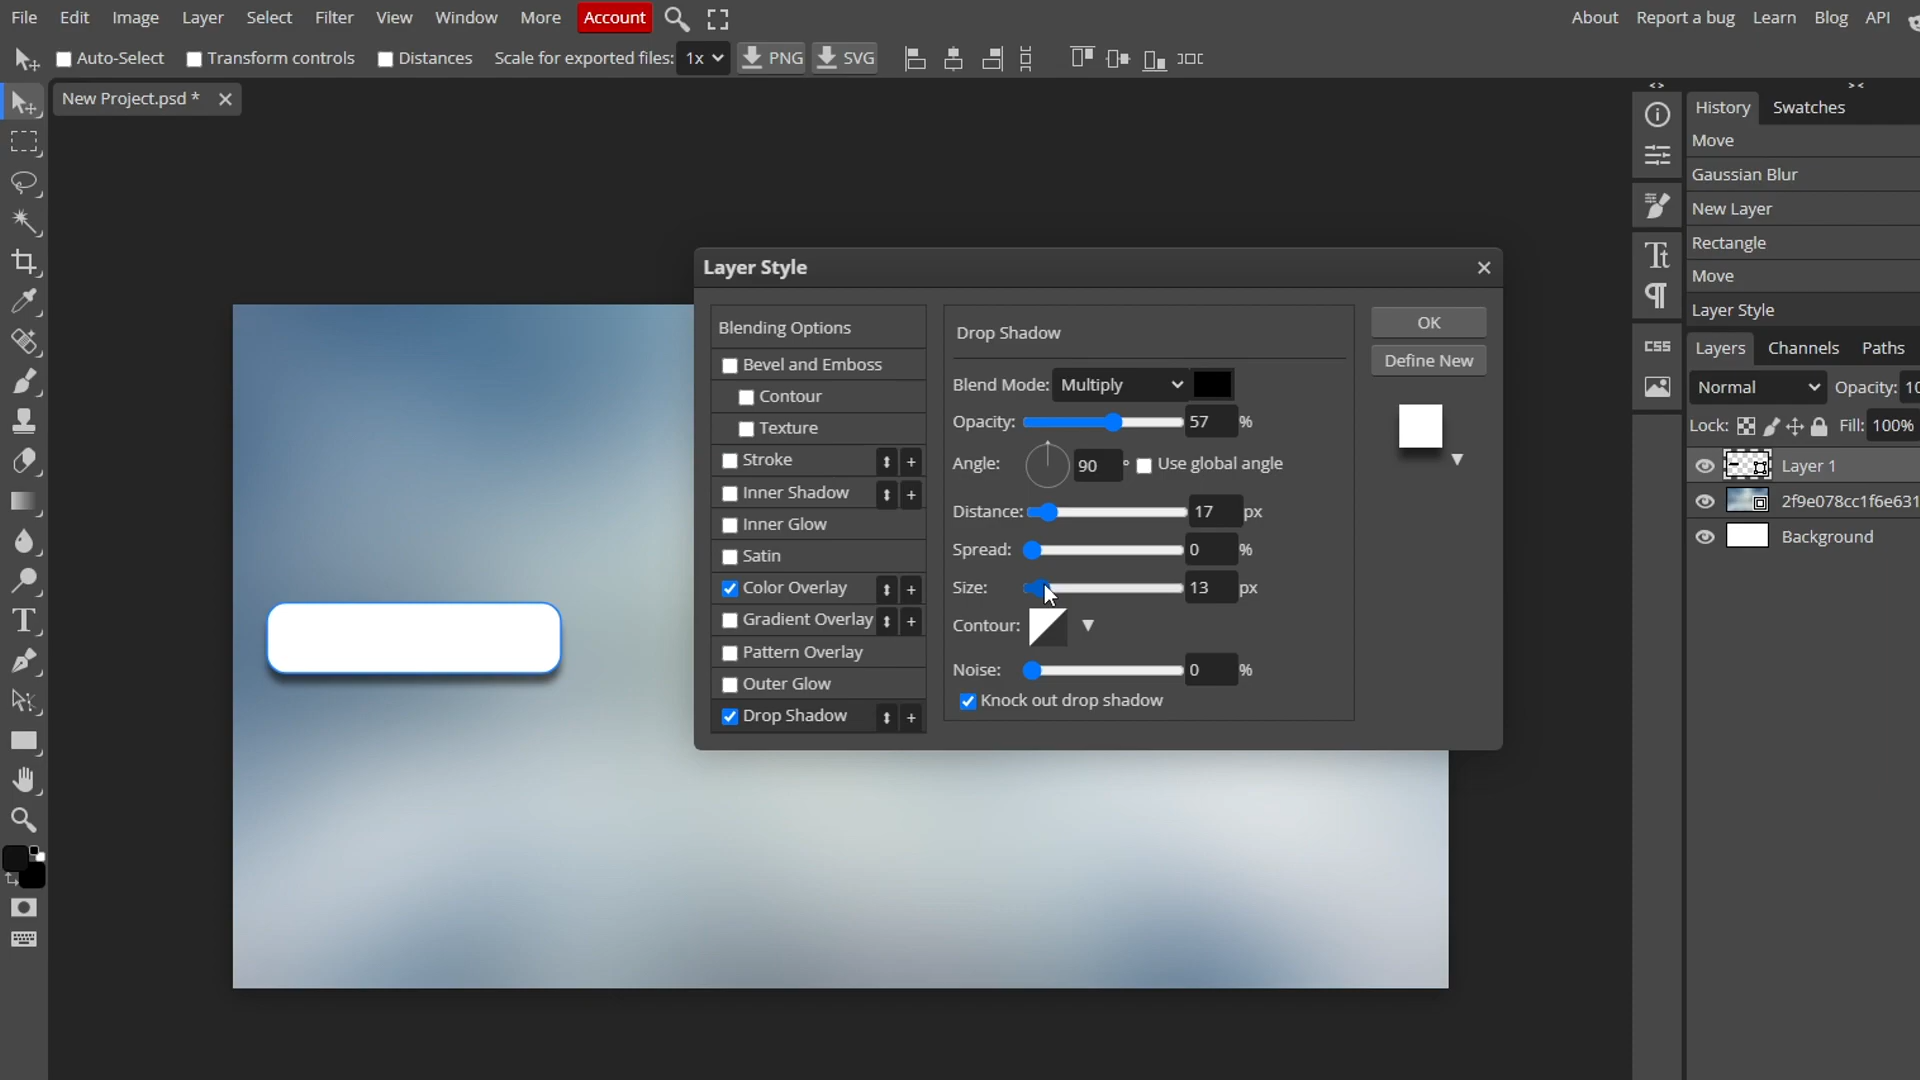 File Edit Image Layer Select Filter View Window More Account About Report a bug Learn Blog API
Auto-Select Transform controls Distances Scale for exported files: 1x PNG SVG
New Project.psd *
History Swatches
Move
Gaussian Blur
New Layer
Rectangle
Move
Layer Style
CSS
Layers Channels Paths
Normal Opacity: 10
Lock: Fill: 100%
Layer 1
2f9e078cc1f6e631
Background
Layer Style
Blending Options
Bevel and Emboss
Contour
Texture
Stroke
Inner Shadow
Inner Glow
Satin
Color Overlay
Gradient Overlay
Pattern Overlay
Outer Glow
Drop Shadow
Drop Shadow
Blend Mode: Multiply
Opacity: 57 %
Angle: 90 ° Use global angle
Distance: 17 px
Spread: 0 %
Size: 13 px
Contour:
Noise: 0 %
Knock out drop shadow
OK
Define New